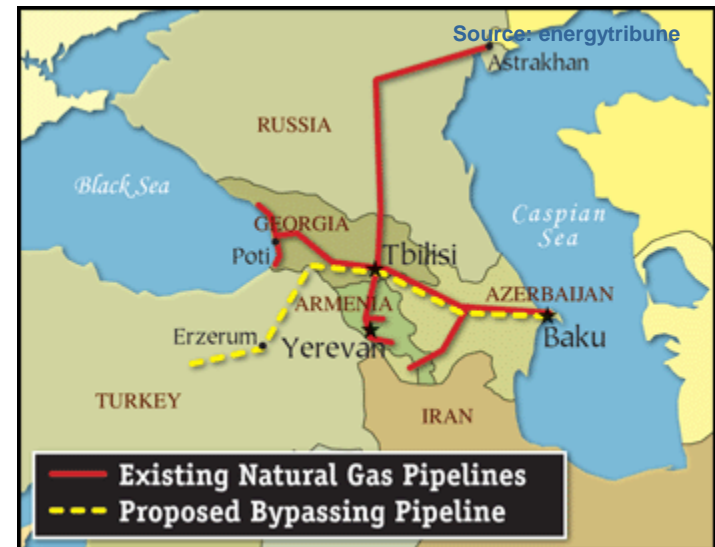 Source: energytribune
Astrakhan
RUSSIA
Black Sea
Caspian
Sea
GEORGIA
Poti
Tbilisi
ARMENIA
AZERBAIJAN
Erzerum
Yerevan
Baku
TURKEY
IRAN
Existing Natural Gas Pipelines
Proposed Bypassing Pipeline